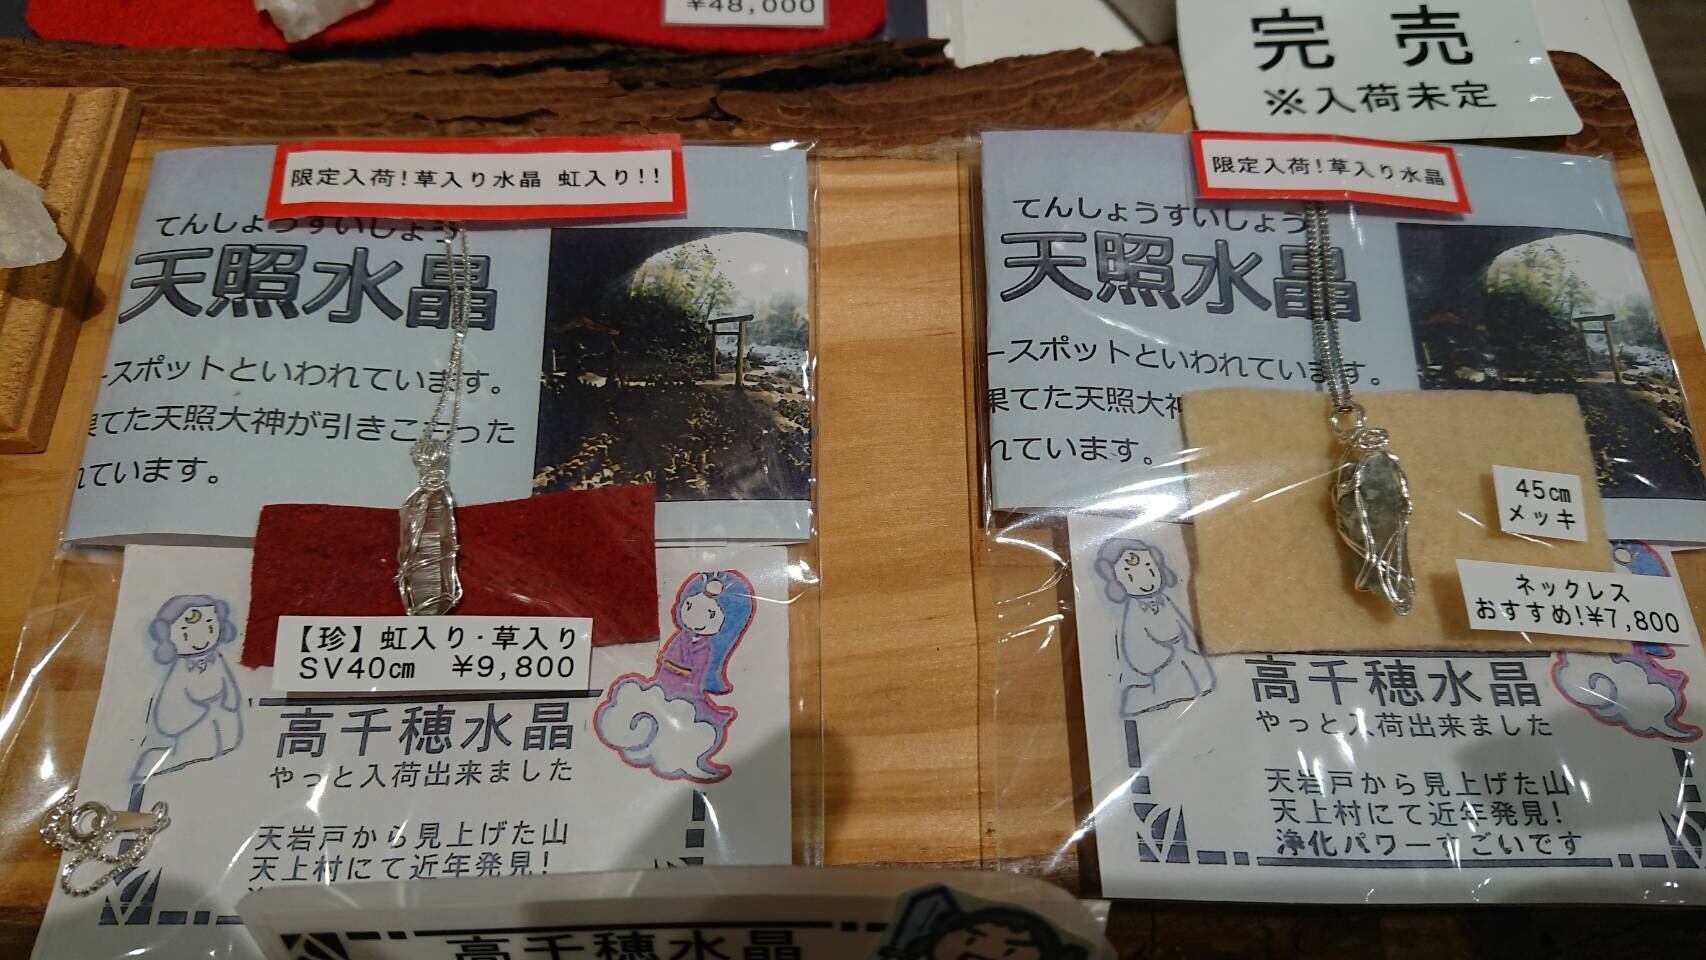 ¥48,000
完売
※入荷未定
限定入荷!草入り水晶 虹入り!!
てんしょうすいしょう
天照水晶
ースポットといわれています。
果てた天照大神が引きこもった
れています。
【珍】虹入り・草入り
SV40cm ¥9,800
高千穂水晶
やっと入荷出来ました
天岩戸から見上げた山
天上村にて近年発見!
限定入荷!草入り水晶
てんしょうすいしょう
天照水晶
ースポットといわれています。
果てた天照大神
れています。
45cm
メッキ
ネックレス
おすすめ!¥7,800
高千穂水晶
やっと入荷出来ました
天岩戸から見上げた山
天上村にて近年発見!
浄化パワーすごいです
高千穂水晶